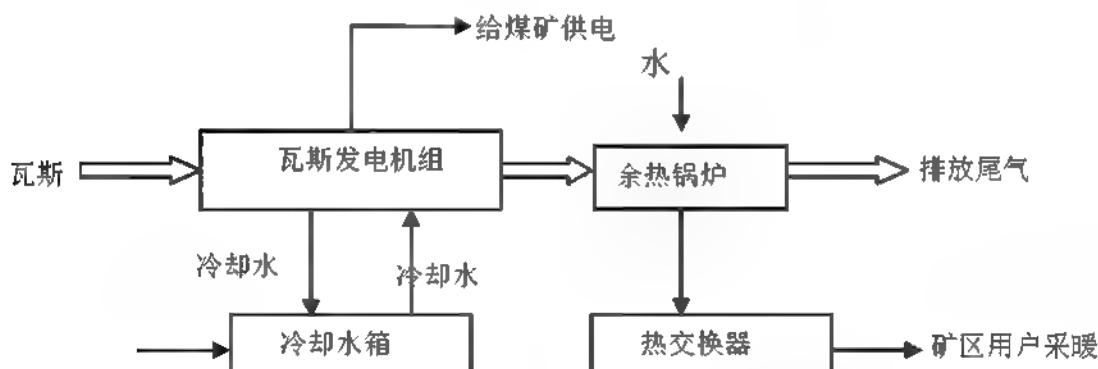 给煤矿供电
水
瓦斯
瓦斯发电机组
余热锅炉
排放尾气
冷却水
冷却水
冷却水箱
热交换器
矿区用户采暖